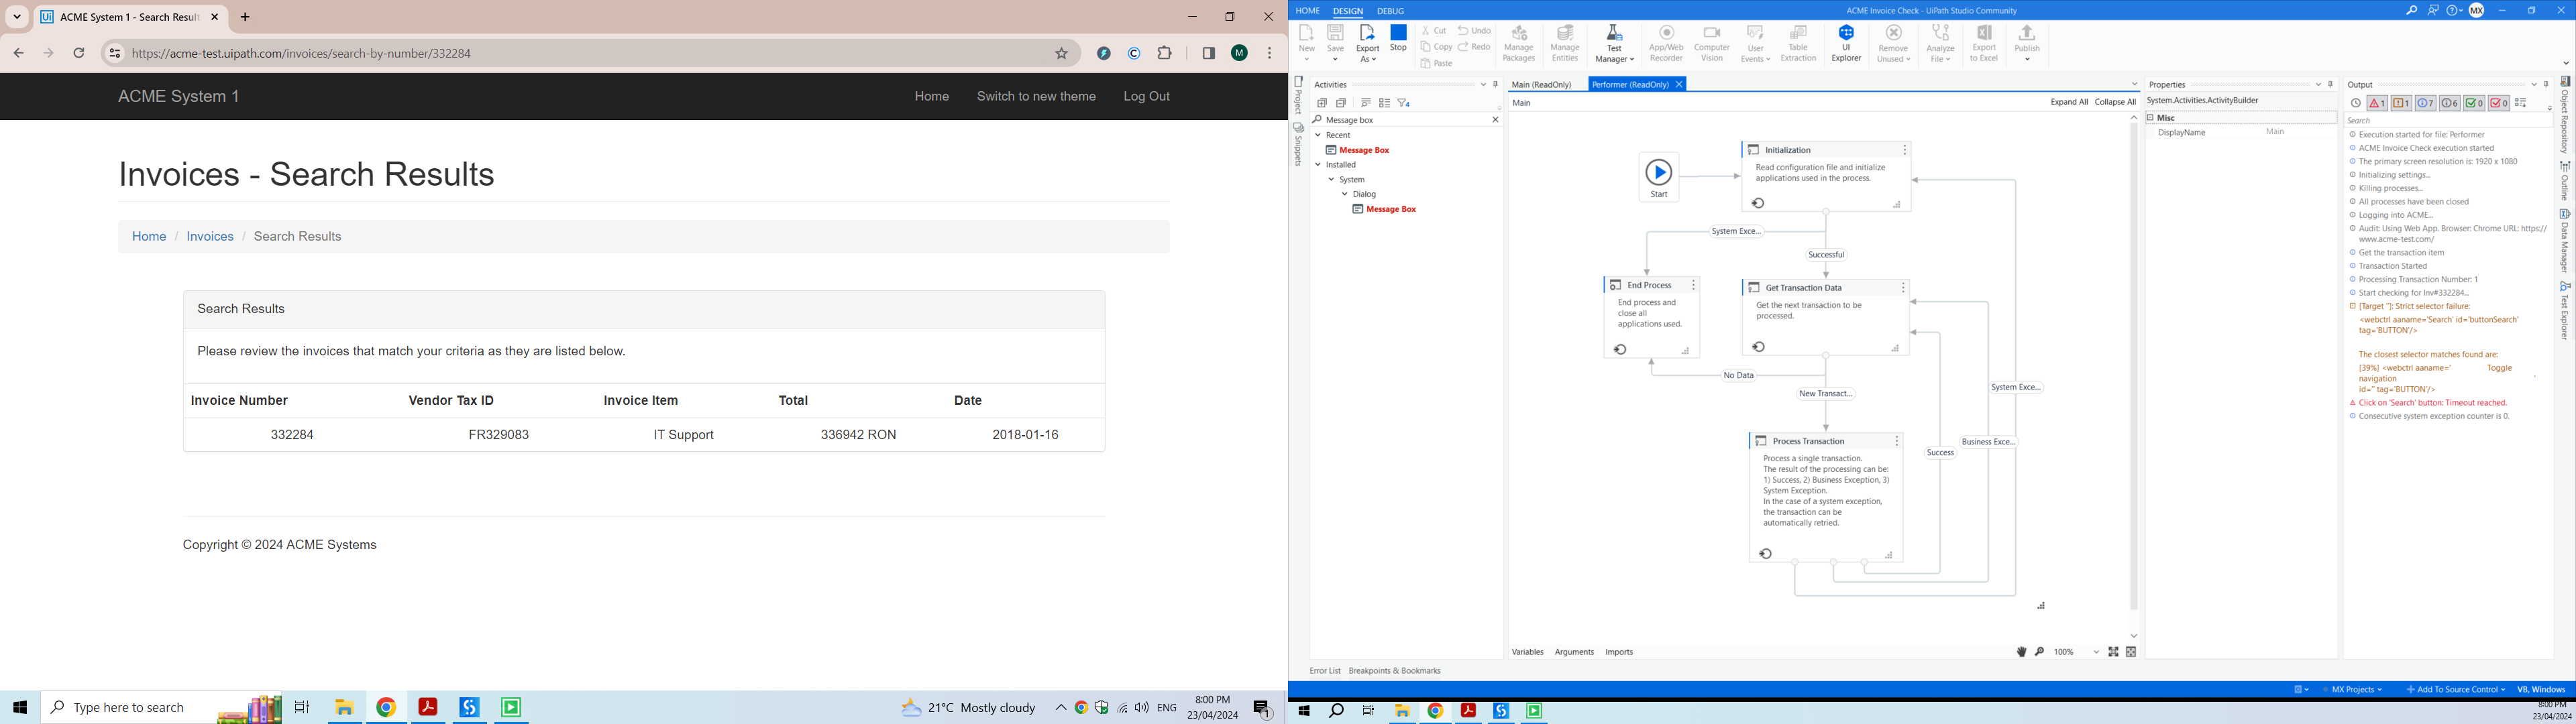 ACME System 1 - Search Result
https://acme-test.uipath.com/invoices/search-by-number/332284
M
ACME System 1
Home
Switch to new theme
Log Out
Invoices - Search Results
Home / Invoices / Search Results
Search Results
Please review the invoices that match your criteria as they are listed below.
Invoice Number Vendor Tax ID Invoice Item Total Date
332284 FR329083 IT Support 336942 RON 2018-01-16
Copyright © 2024 ACME Systems
Type here to search
21°C Mostly cloudy
ENG
8:00 PM
23/04/2024
1
HOME DESIGN DEBUG
ACME Invoice Check - UiPath Studio Community
MX
New
Save
Export
As
Stop
Cut
Copy
Paste
Undo
Redo
Manage
Packages
Manage
Entities
Test
Manager
App/Web
Recorder
Computer
Vision
User
Events
Table
Extraction
UI
Explorer
Remove
Unused
Analyze
File
Export
to Excel
Publish
Project
Snippets
Activities
Message box
Recent
Message Box
Installed
System
Dialog
Message Box
Main (ReadOnly)
Performer (ReadOnly)
Main
Expand All Collapse All
Start
Initialization
Read configuration file and initialize
applications used in the process.
System Exce...
Successful
End Process
End process and
close all
applications used.
Get Transaction Data
Get the next transaction to be
processed.
No Data
New Transact...
System Exce...
Business Exce...
Success
Process Transaction
Process a single transaction.
The result of the processing can be:
1) Success, 2) Business Exception, 3)
System Exception.
In the case of a system exception,
the transaction can be
automatically retried.
Variables Arguments Imports
100%
Error List Breakpoints & Bookmarks
Properties
System.Activities.ActivityBuilder
Misc
DisplayName Main
Output
1 1 7 6 0 0
Search
Execution started for file: Performer
ACME Invoice Check execution started
The primary screen resolution is: 1920 x 1080
Initializing settings...
Killing processes...
All processes have been closed
Logging into ACME...
Audit: Using Web App. Browser: Chrome URL: https://
www.acme-test.com/
Get the transaction item
Transaction Started
Processing Transaction Number: 1
Start checking for Inv#332284...
[Target '']: Strict selector failure:
<webctrl aaname='Search' id='buttonSearch'
tag='BUTTON'/>
The closest selector matches found are:
[39%] <webctrl aaname=' Toggle
navigation '
id='' tag='BUTTON'/>
Click on 'Search' button: Timeout reached.
Consecutive system exception counter is 0.
Object Repository
Outline
Data Manager
Test Explorer
MX Projects
Add To Source Control
VB, Windows
8:00 PM
23/04/2024